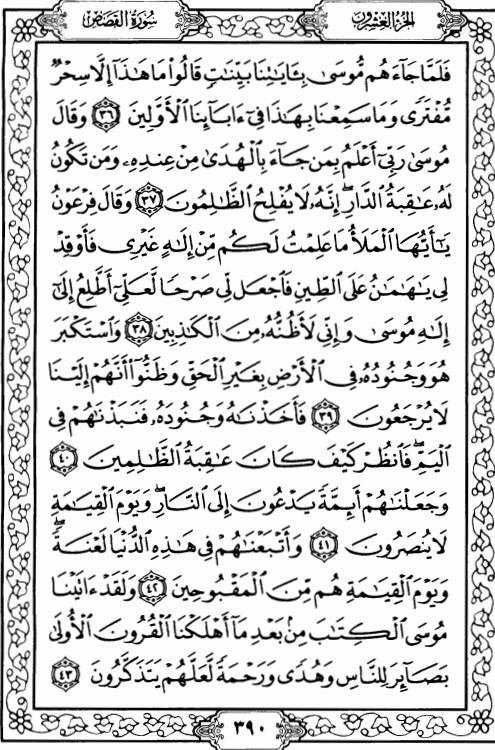 الجزء العشرون
سورة القصص
فَلَمَّا جَآءَهُم مُّوسَىٰ بِـَٔايَـٰتِنَا بَيِّنَـٰتٍ قَالُوا۟ مَا هَـٰذَآ إِلَّا سِحْرٌ
مُّفْتَرًى وَمَا سَمِعْنَا بِهَـٰذَا فِىٓ ءَابَآئِنَا ٱلْأَوَّلِينَ ٣٦ وَقَالَ
مُوسَىٰ رَبِّىٓ أَعْلَمُ بِمَن جَآءَ بِٱلْهُدَىٰ مِنْ عِندِهِۦ وَمَن تَكُونُ
لَهُۥ عَـٰقِبَةُ ٱلدَّارِ ۖ إِنَّهُۥ لَا يُفْلِحُ ٱلظَّـٰلِمُونَ ٣٧ وَقَالَ فِرْعَوْنُ
يَـٰٓأَيُّهَا ٱلْمَلَأُ مَا عَلِمْتُ لَكُم مِّنْ إِلَـٰهٍ غَيْرِى فَأَوْقِدْ
لِى يَـٰهَـٰمَـٰنُ عَلَى ٱلطِّينِ فَٱجْعَل لِّى صَرْحًا لَّعَلِّىٓ أَطَّلِعُ إِلَىٰٓ
إِلَـٰهِ مُوسَىٰ وَإِنِّى لَأَظُنُّهُۥ مِنَ ٱلْكَـٰذِبِينَ ٣٨ وَٱسْتَكْبَرَ
هُوَ وَجُنُودُهُۥ فِى ٱلْأَرْضِ بِغَيْرِ ٱلْحَقِّ وَظَنُّوٓا۟ أَنَّهُمْ إِلَيْنَا
لَا يُرْجَعُونَ ٣٩ فَأَخَذْنَـٰهُ وَجُنُودَهُۥ فَنَبَذْنَـٰهُمْ فِى
ٱلْيَمِّ ۖ فَٱنظُرْ كَيْفَ كَانَ عَـٰقِبَةُ ٱلظَّـٰلِمِينَ ٤٠
وَجَعَلْنَـٰهُمْ أَئِمَّةً يَدْعُونَ إِلَى ٱلنَّارِ ۖ وَيَوْمَ ٱلْقِيَـٰمَةِ
لَا يُنصَرُونَ ٤١ وَأَتْبَعْنَـٰهُمْ فِى هَـٰذِهِ ٱلدُّنْيَا لَعْنَةً ۖ
وَيَوْمَ ٱلْقِيَـٰمَةِ هُم مِّنَ ٱلْمَقْبُوحِينَ ٤٢ وَلَقَدْ ءَاتَيْنَا
مُوسَى ٱلْكِتَـٰبَ مِنۢ بَعْدِ مَآ أَهْلَكْنَا ٱلْقُرُونَ ٱلْأُولَىٰ
بَصَآئِرَ لِلنَّاسِ وَهُدًى وَرَحْمَةً لَّعَلَّهُمْ يَتَذَكَّرُونَ ٤٣
٣٩٠